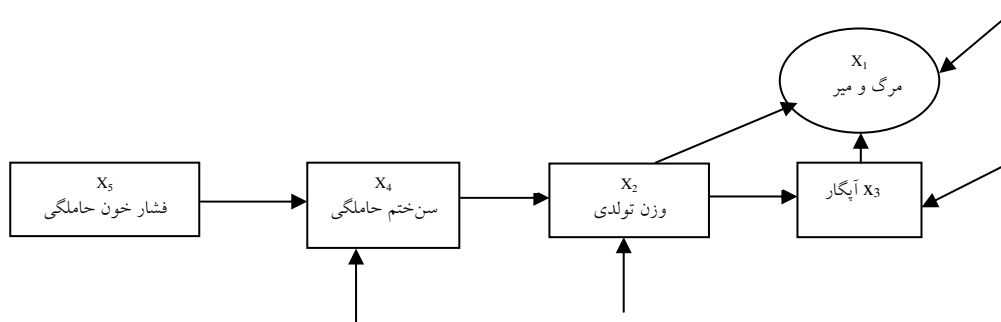 X₁
مرگ و میر
X₅
فشار خون حاملگی
X₄
سن‌ختم حاملگی
X₂
وزن تولدی
X₃ آپگار